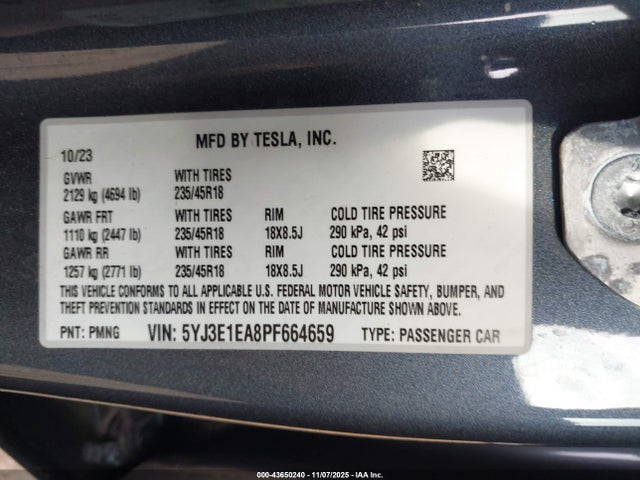 MFD BY TESLA, INC.
10/23
GVWR WITH TIRES
2129 kg (4694 lb) 235/45R18
GAWR FRT WITH TIRES RIM COLD TIRE PRESSURE
1110 kg (2447 lb) 235/45R18 18X8.5J 290 kPa, 42 psi
GAWR RR WITH TIRES RIM COLD TIRE PRESSURE
1257 kg (2771 lb) 235/45R18 18X8.5J 290 kPa, 42 psi
THIS VEHICLE CONFORMS TO ALL APPLICABLE U.S. FEDERAL MOTOR VEHICLE SAFETY, BUMPER, AND
THEFT PREVENTION STANDARDS IN EFFECT ON THE DATE OF MANUFACTURE SHOWN ABOVE.
PNT: PMNG VIN: 5YJ3E1EA8PF664659 TYPE: PASSENGER CAR
000-43650240 - 11/07/2025 - IAA Inc.